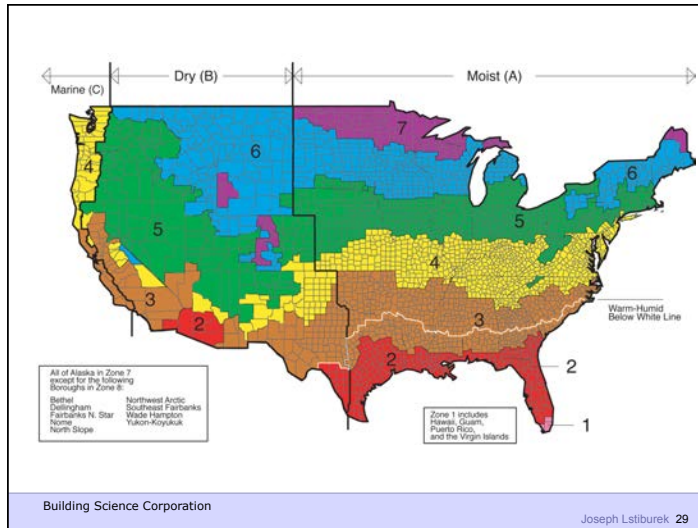 Marine (C)
Dry (B)
Moist (A)
7
6
4
6
5
5
4
3
3
Warm-Humid
Below White Line
2
2
2
1
All of Alaska in Zone 7
except for the following
Boroughs in Zone 8:
Bethel
Dellingham
Fairbanks N. Star
Nome
North Slope
Northwest Arctic
Southeast Fairbanks
Wade Hampton
Yukon-Koyukuk
Zone 1 includes
Hawaii, Guam,
Puerto Rico,
and the Virgin Islands
Building Science Corporation
Joseph Lstiburek 29